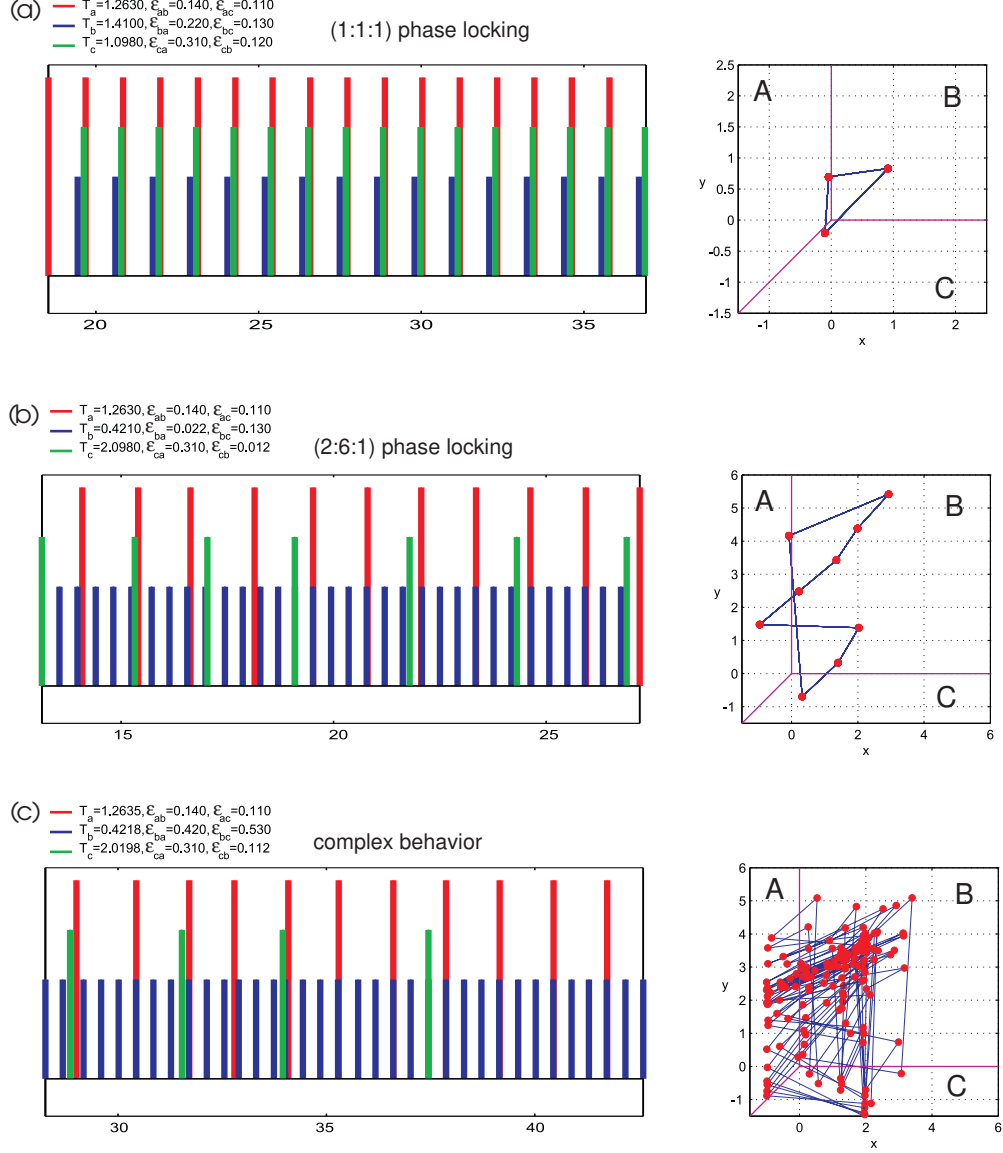 (a)
T_a=1.2630, ε_ab=0.140, ε_ac=0.110
T_b=1.4100, ε_ba=0.220, ε_bc=0.130
T_c=1.0980, ε_ca=0.310, ε_cb=0.120
(1:1:1) phase locking
20 25 30 35
A B C
2.5
2
1.5
1
0.5
0
-0.5
-1
-1.5
y
-1 0 1 2
x
(b)
T_a=1.2630, ε_ab=0.140, ε_ac=0.110
T_b=0.4210, ε_ba=0.022, ε_bc=0.130
T_c=2.0980, ε_ca=0.310, ε_cb=0.012
(2:6:1) phase locking
15 20 25
A B C
6
5
4
3
2
1
0
-1
y
0 2 4 6
x
(c)
T_a=1.2635, ε_ab=0.140, ε_ac=0.110
T_b=0.4218, ε_ba=0.420, ε_bc=0.530
T_c=2.0198, ε_ca=0.310, ε_cb=0.112
complex behavior
30 35 40
A B C
6
5
4
3
2
1
0
-1
y
0 2 4 6
x